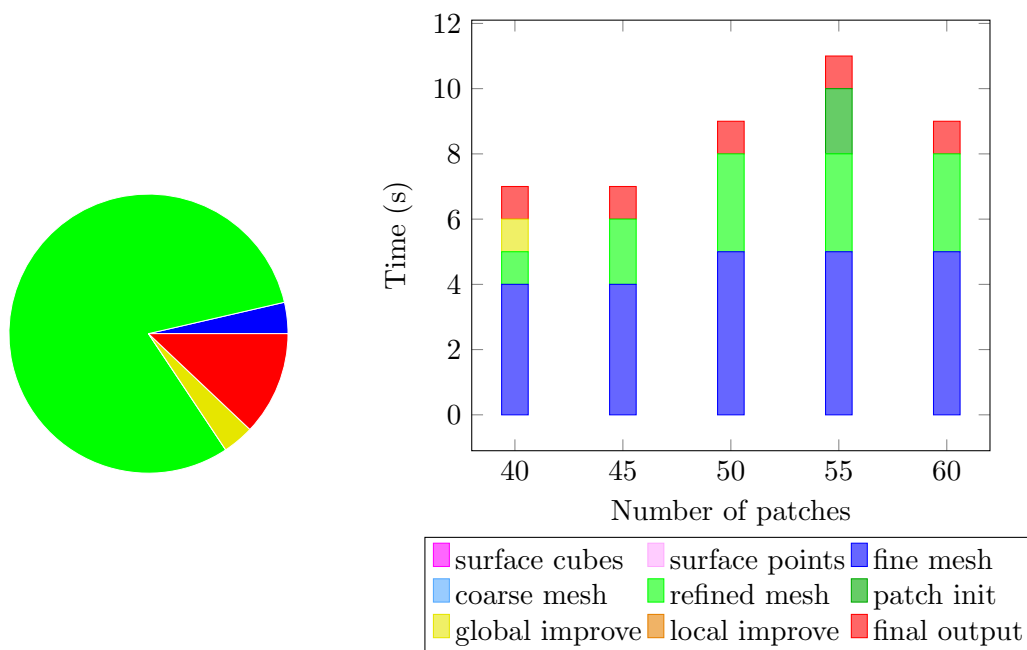 12
10
8
6
4
2
0
Time (s)
40 45 50 55 60
Number of patches
surface cubes surface points fine mesh
coarse mesh refined mesh patch init
global improve local improve final output